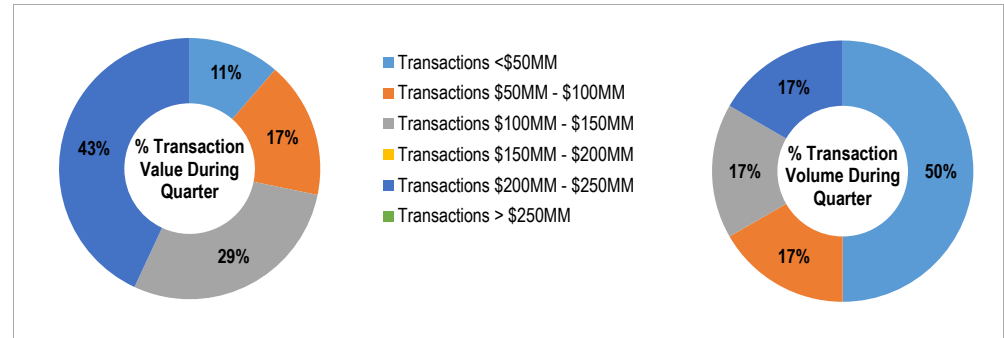 11%
17%
29%
43%
% Transaction
Value During
Quarter
Transactions <$50MM
Transactions $50MM - $100MM
Transactions $100MM - $150MM
Transactions $150MM - $200MM
Transactions $200MM - $250MM
Transactions > $250MM
50%
17%
17%
17%
% Transaction
Volume During
Quarter